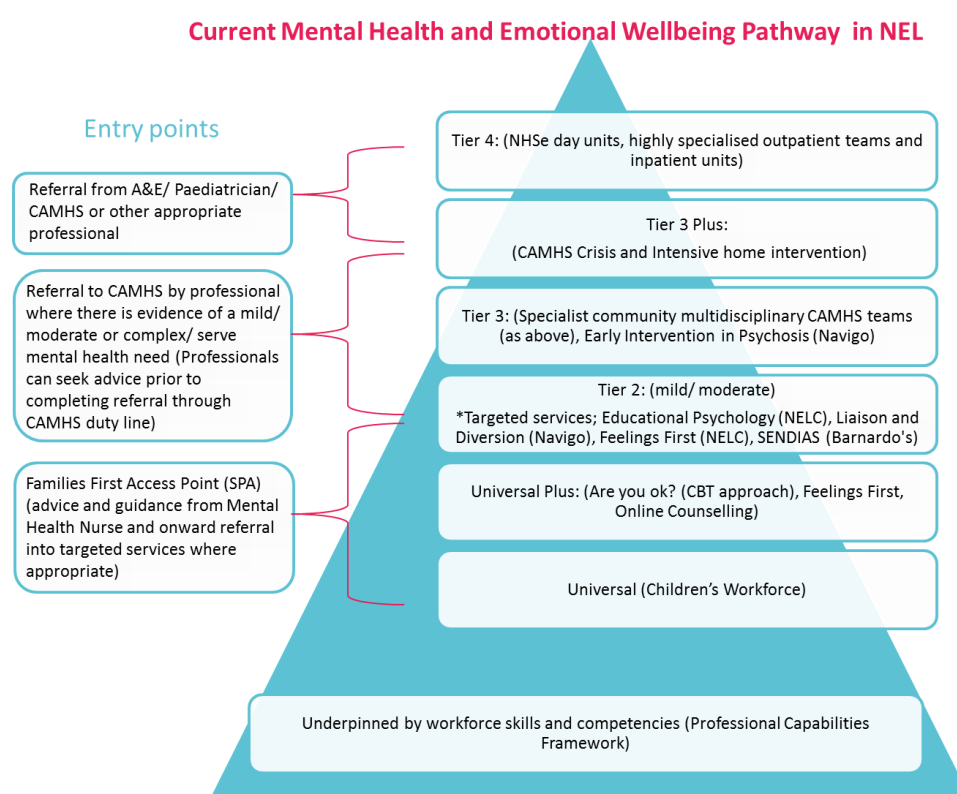 Current Mental Health and Emotional Wellbeing Pathway in NEL
Entry points
Referral from A&E/ Paediatrician/
CAMHS or other appropriate
professional
Referral to CAMHS by professional
where there is evidence of a mild/
moderate or complex/ serve
mental health need (Professionals
can seek advice prior to
completing referral through
CAMHS duty line)
Families First Access Point (SPA)
(advice and guidance from Mental
Health Nurse and onward referral
into targeted services where
appropriate)
Tier 4: (NHSe day units, highly specialised outpatient teams and
inpatient units)
Tier 3 Plus:
(CAMHS Crisis and Intensive home intervention)
Tier 3: (Specialist community multidisciplinary CAMHS teams
(as above), Early Intervention in Psychosis (Navigo)
Tier 2: (mild/ moderate)
*Targeted services; Educational Psychology (NELC), Liaison and
Diversion (Navigo), Feelings First (NELC), SENDIAS (Barnardo's)
Universal Plus: (Are you ok? (CBT approach), Feelings First,
Online Counselling)
Universal (Children’s Workforce)
Underpinned by workforce skills and competencies (Professional Capabilities
Framework)